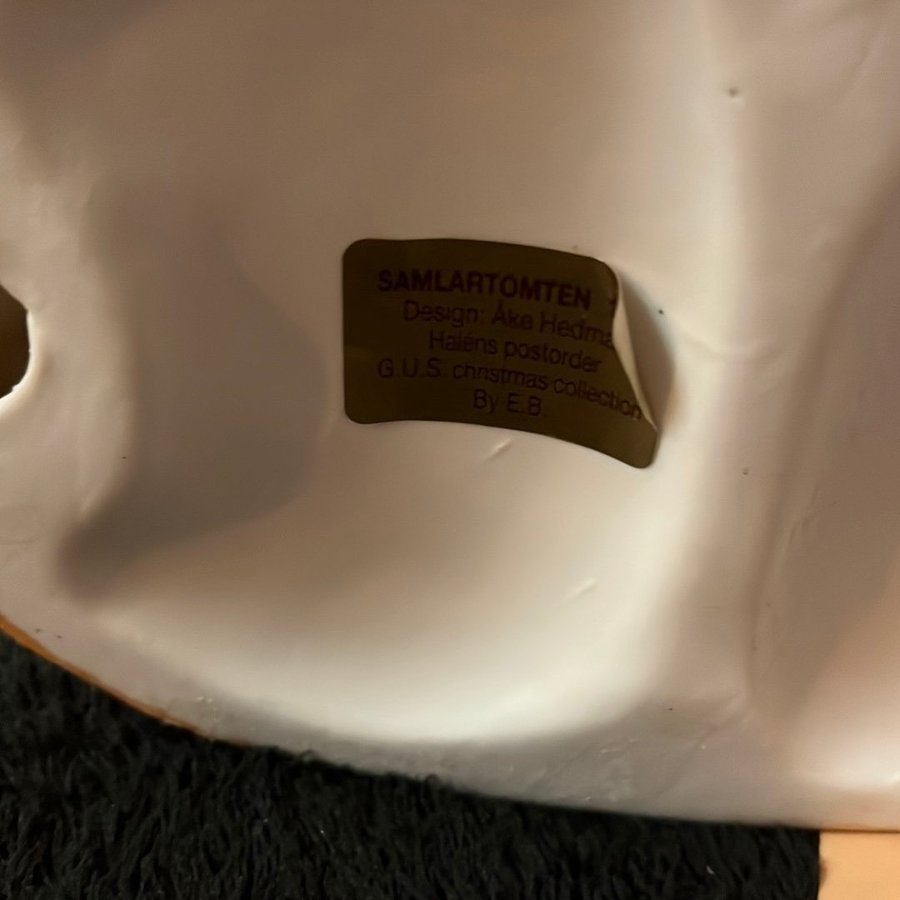 SAMLARTOMTEN
Design: Åke Hedma
Haléns postorder
G.U.S. christmas collection
By E.B.